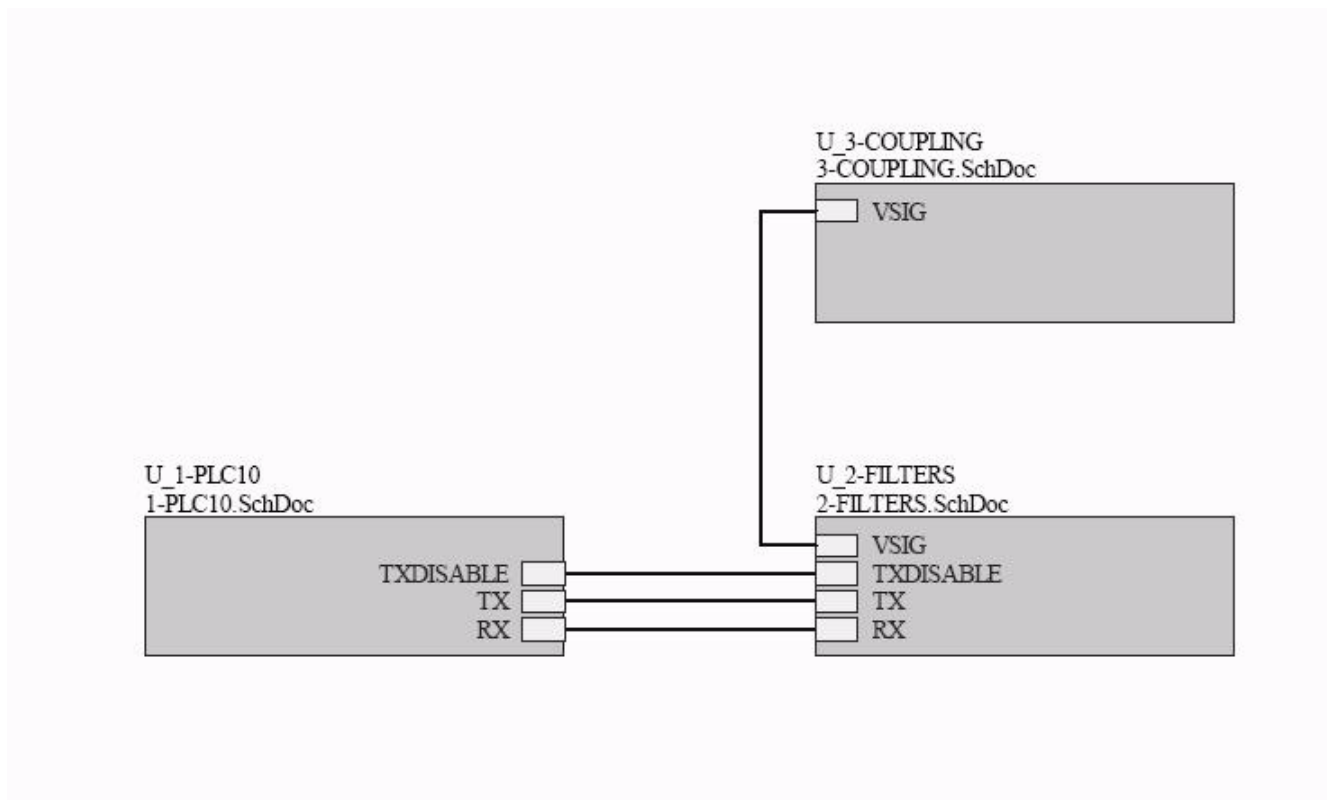 U_3-COUPLING
3-COUPLING.SchDoc
VSIG
U_1-PLC10
1-PLC10.SchDoc
TXDISABLE
TX
RX
U_2-FILTERS
2-FILTERS.SchDoc
VSIG
TXDISABLE
TX
RX